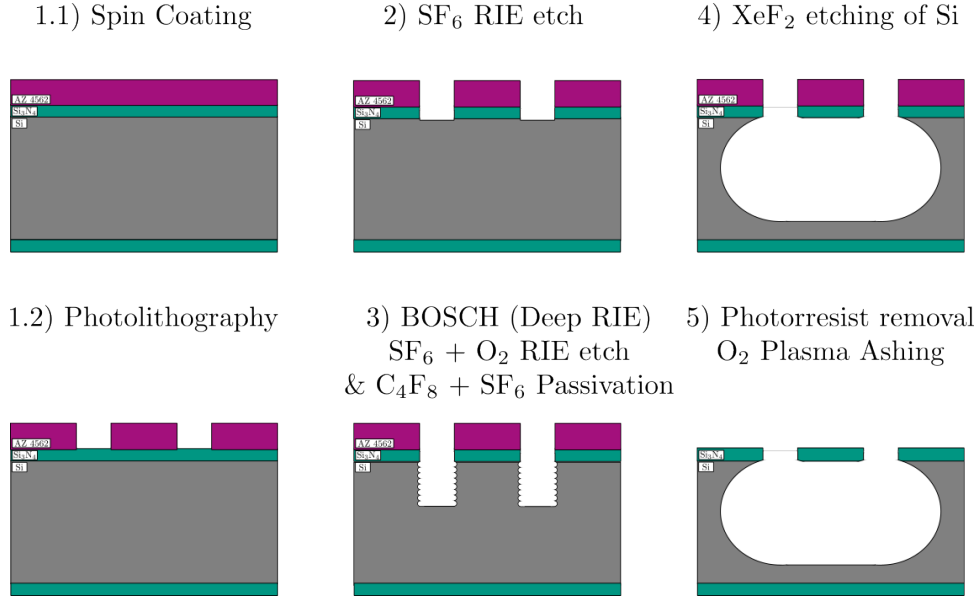 1.1) Spin Coating
AZ 4562
Si₃N₄
Si
2) SF₆ RIE etch
AZ 4562
Si₃N₄
Si
4) XeF₂ etching of Si
AZ 4562
Si₃N₄
Si
1.2) Photolithography
AZ 4562
Si₃N₄
Si
3) BOSCH (Deep RIE)
SF₆ + O₂ RIE etch
& C₄F₈ + SF₆ Passivation
AZ 4562
Si₃N₄
Si
5) Photorresist removal
O₂ Plasma Ashing
Si₃N₄
Si